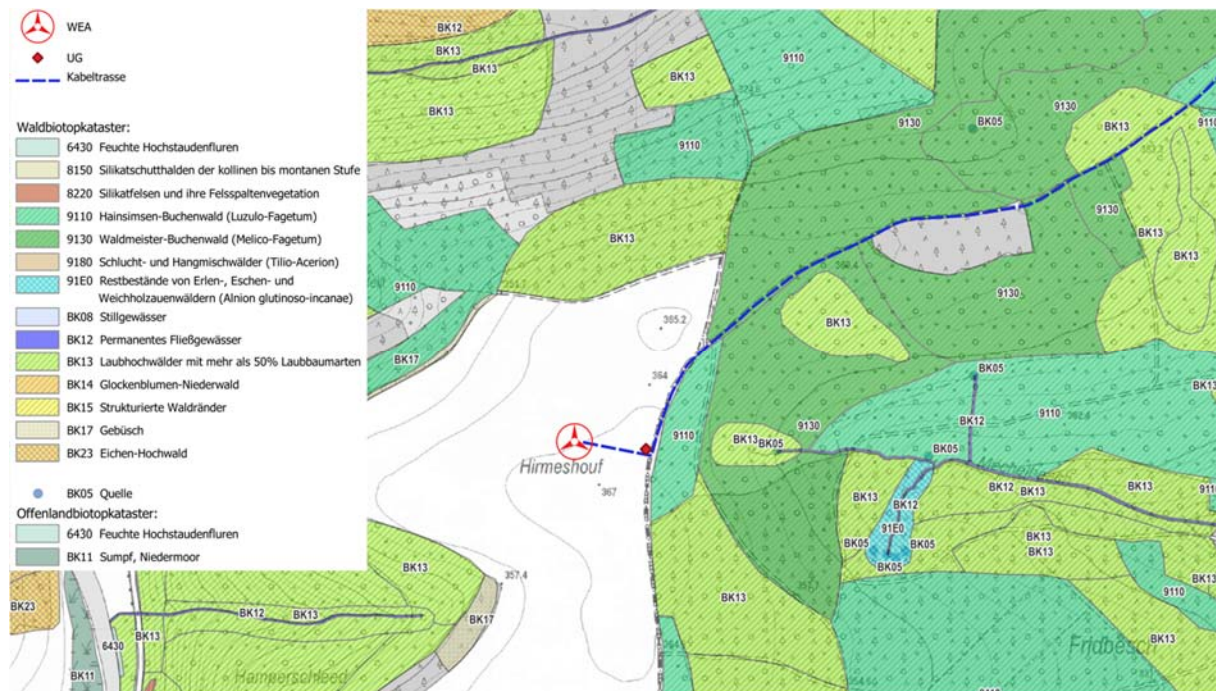 WEA
UG
Kabeltrasse
Waldbiotopkataster:
6430 Feuchte Hochstaudenfluren
8150 Silikatschutthalden der kollinen bis montanen Stufe
8220 Silikatfelsen und ihre Felsspaltenvegetation
9110 Hainsimsen-Buchenwald (Luzulo-Fagetum)
9130 Waldmeister-Buchenwald (Melico-Fagetum)
9180 Schlucht- und Hangmischwälder (Tilio-Acerion)
91E0 Restbestände von Erlen-, Eschen- und
Weichholzauenwäldern (Alnion glutinoso-incanae)
BK08 Stillgewässer
BK12 Permanentes Fließgewässer
BK13 Laubhochwälder mit mehr als 50% Laubbaumarten
BK14 Glockenblumen-Niederwald
BK15 Strukturierte Waldränder
BK17 Gebüsch
BK23 Eichen-Hochwald
BK05 Quelle
Offenlandbiotopkataster:
6430 Feuchte Hochstaudenfluren
BK11 Sumpf, Niedermoor
BK12
BK13
BK13
BK13
9110
BK13
BK13
9110
9130
BK05
9130
BK13
9110
9130
BK13
BK13
BK13
9110
365.2
BK13
9130
BK17
364
BK05
9110
BK13
BK12
9110
BK13
BK05
9130
BK05
Hirmeshouf
367
BK13
BK12
BK13
BK13
9110
BK12
91E0
BK05
BK05
BK05
BK13
BK13
BK13
9110
BK13
357.4
BK13
BK17
BK13
BK23
6430
BK13
BK12
BK13
BK11
Hameerschleed
Fridbësch